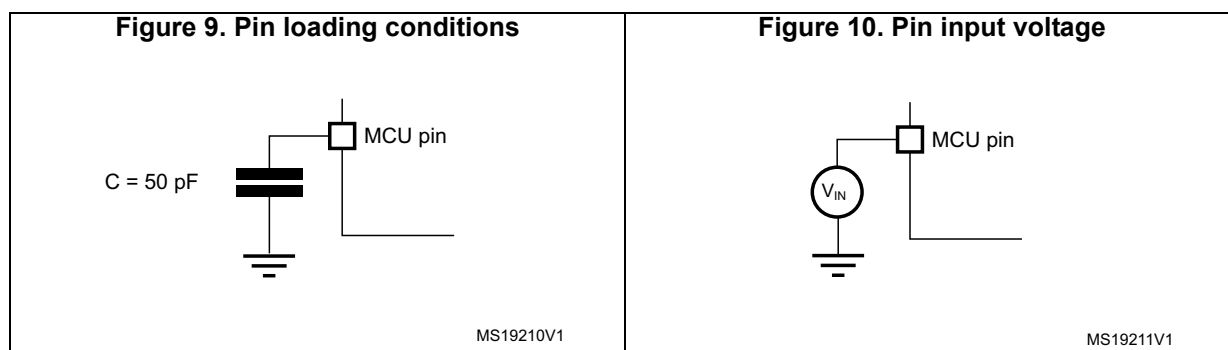 Figure 9. Pin loading conditions
MCU pin
C = 50 pF
MS19210V1
Figure 10. Pin input voltage
MCU pin
VIN
MS19211V1